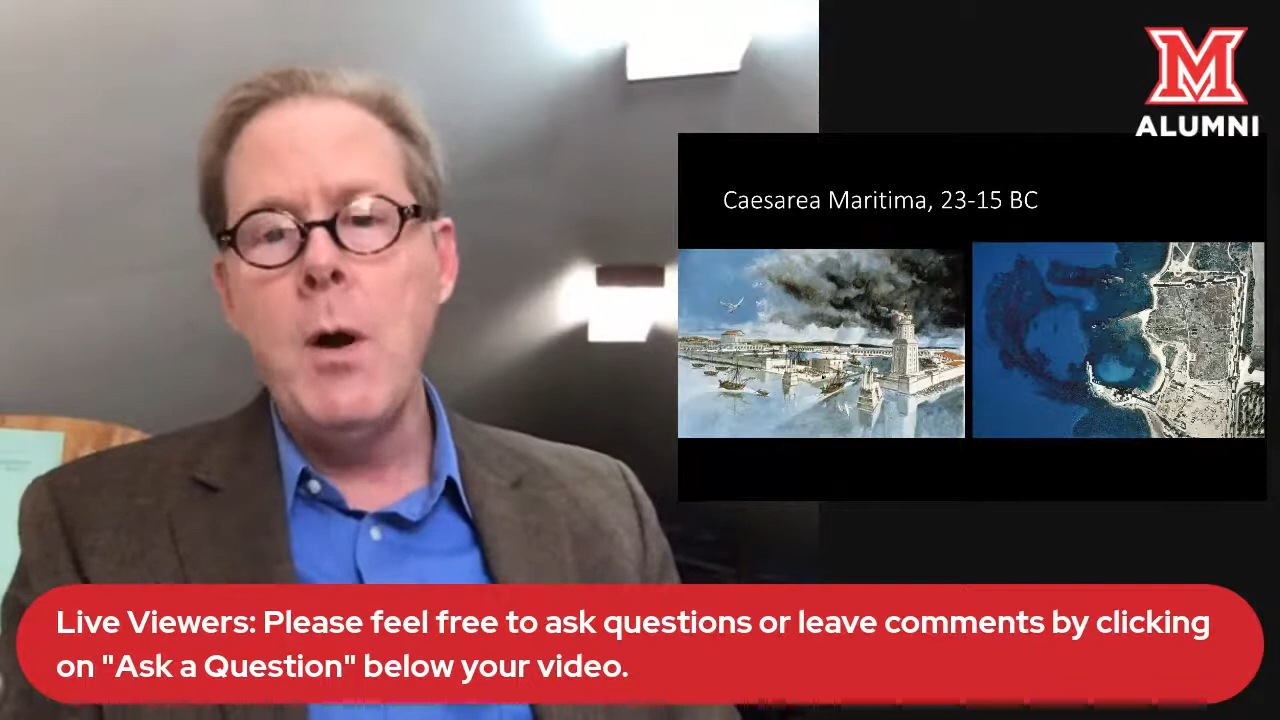 M
ALUMNI
Caesarea Maritima, 23-15 BC
Live Viewers: Please feel free to ask questions or leave comments by clicking
on "Ask a Question" below your video.